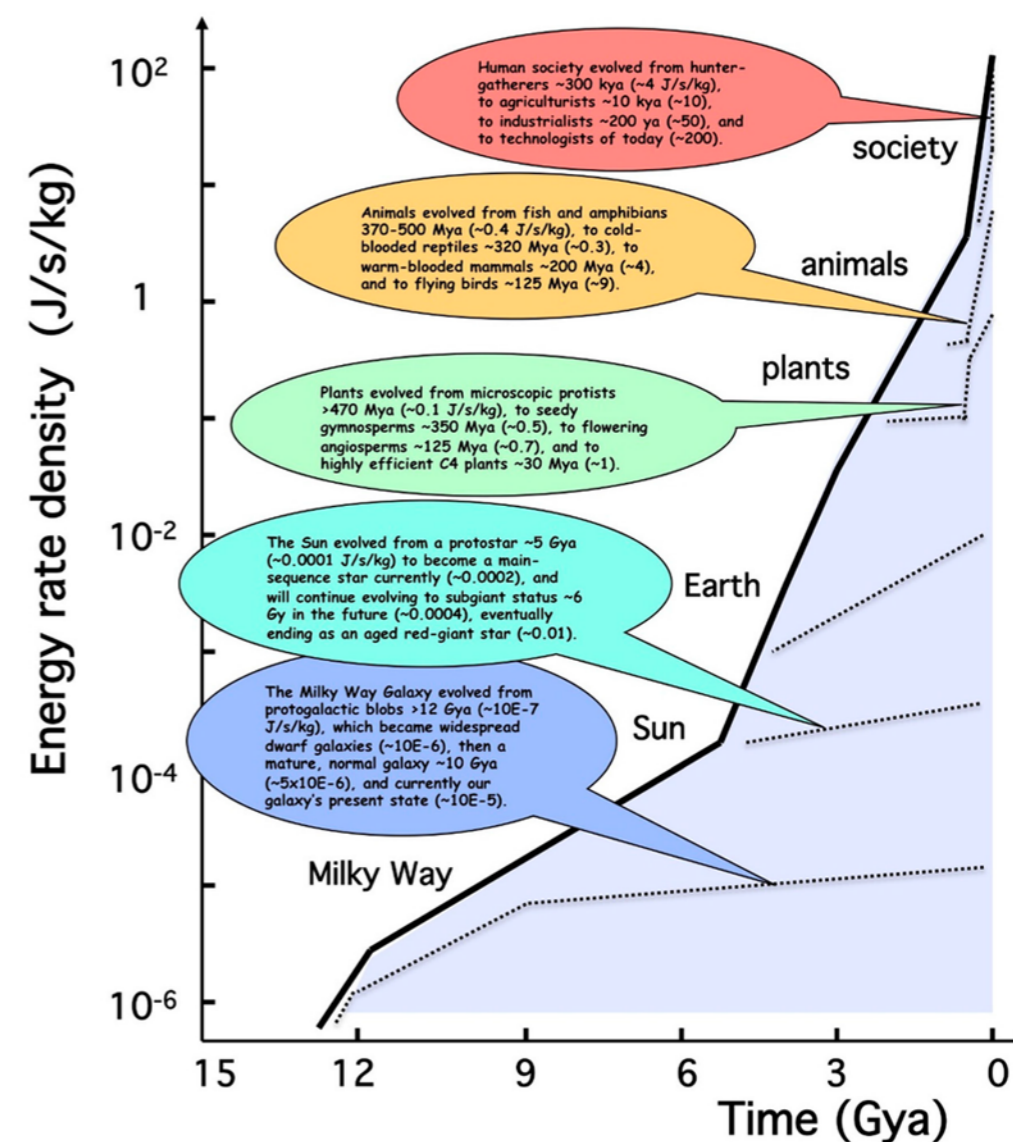 10²
Human society evolved from hunter-
gatherers ~300 kya (~4 J/s/kg),
to agriculturists ~10 kya (~10),
to industrialists ~200 ya (~50), and
to technologists of today (~200).
society
Animals evolved from fish and amphibians
370-500 Mya (~0.4 J/s/kg), to cold-
blooded reptiles ~320 Mya (~0.3), to
warm-blooded mammals ~200 Mya (~4),
and to flying birds ~125 Mya (~9).
animals
1
plants
Plants evolved from microscopic protists
>470 Mya (~0.1 J/s/kg), to seedy
gymnosperms ~350 Mya (~0.5), to flowering
angiosperms ~125 Mya (~0.7), and to
highly efficient C4 plants ~30 Mya (~1).
Energy rate density (J/s/kg)
10⁻²
The Sun evolved from a protostar ~5 Gya
(~0.0001 J/s/kg) to become a main-
sequence star currently (~0.0002), and
will continue evolving to subgiant status ~6
Gy in the future (~0.0004), eventually
ending as an aged red-giant star (~0.01).
Earth
The Milky Way Galaxy evolved from
protogalactic blobs >12 Gya (~10E-7
J/s/kg), which became widespread
dwarf galaxies (~10E-6), then a
mature, normal galaxy ~10 Gya
(~5x10E-6), and currently our
galaxy's present state (~10E-5).
Sun
10⁻⁴
Milky Way
10⁻⁶
15 12 9 6 3 0
Time (Gya)